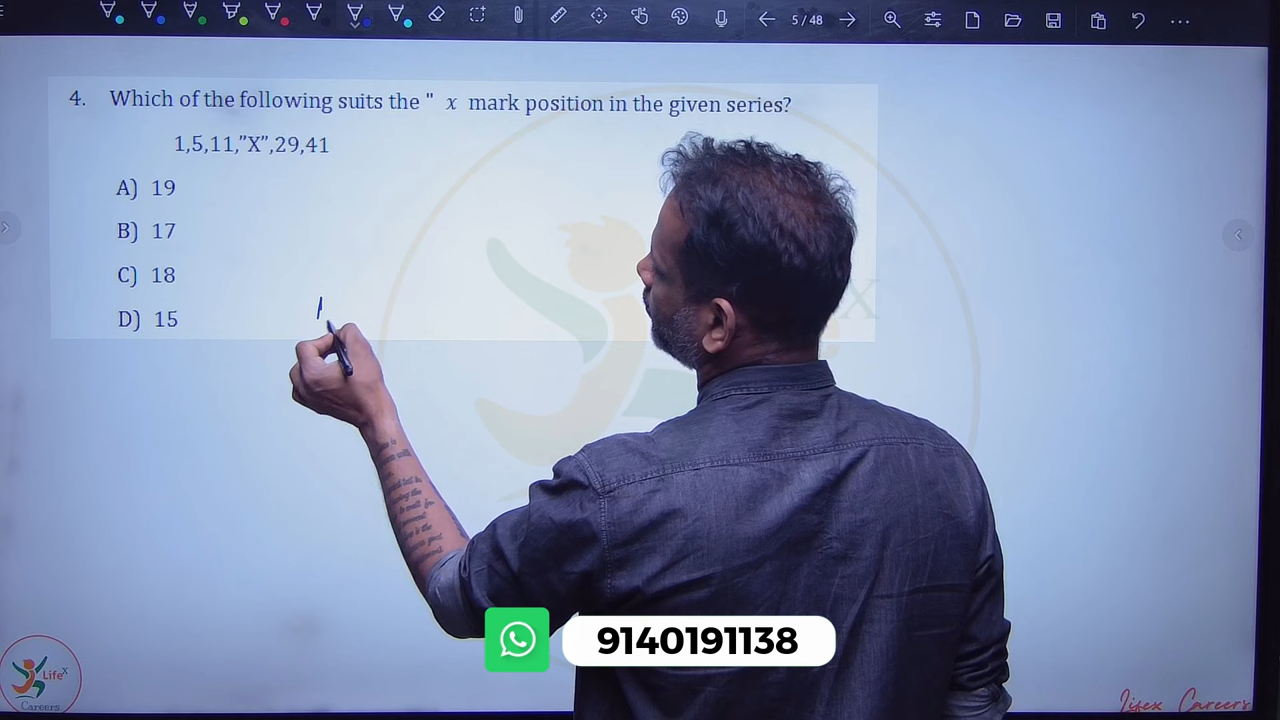 5 / 48
4. Which of the following suits the " x mark position in the given series?
1,5,11,"X",29,41
A) 19
B) 17
C) 18
D) 15
X
9140191138
LifeX
Careers
Lifex Careers